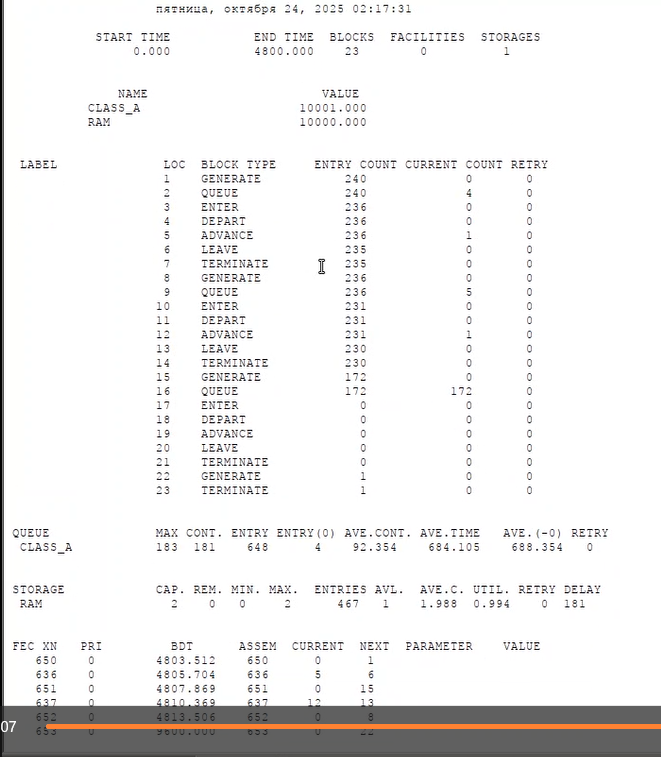 пятница, октября 24, 2025 02:17:31
START TIME END TIME BLOCKS FACILITIES STORAGES
0.000 4800.000 23 0 1
NAME VALUE
CLASS_A 10001.000
RAM 10000.000
LABEL LOC BLOCK TYPE ENTRY COUNT CURRENT COUNT RETRY
1 GENERATE 240 0 0
2 QUEUE 240 4 0
3 ENTER 236 0 0
4 DEPART 236 0 0
5 ADVANCE 236 1 0
6 LEAVE 235 0 0
7 TERMINATE 235 0 0
8 GENERATE 236 0 0
9 QUEUE 236 5 0
10 ENTER 231 0 0
11 DEPART 231 0 0
12 ADVANCE 231 1 0
13 LEAVE 230 0 0
14 TERMINATE 230 0 0
15 GENERATE 172 0 0
16 QUEUE 172 172 0
17 ENTER 0 0 0
18 DEPART 0 0 0
19 ADVANCE 0 0 0
20 LEAVE 0 0 0
21 TERMINATE 0 0 0
22 GENERATE 1 0 0
23 TERMINATE 1 0 0
QUEUE MAX CONT. ENTRY ENTRY(0) AVE.CONT. AVE.TIME AVE.(-0) RETRY
CLASS_A 183 181 648 4 92.354 684.105 688.354 0
STORAGE CAP. REM. MIN. MAX. ENTRIES AVL. AVE.C. UTIL. RETRY DELAY
RAM 2 0 0 2 467 1 1.988 0.994 0 181
FEC XN PRI BDT ASSEM CURRENT NEXT PARAMETER VALUE
650 0 4803.512 650 0 1
636 0 4805.704 636 5 6
651 0 4807.869 651 0 15
637 0 4810.369 637 12 13
652 0 4813.506 652 0 8
653 0 9600.000 653 0 22
07